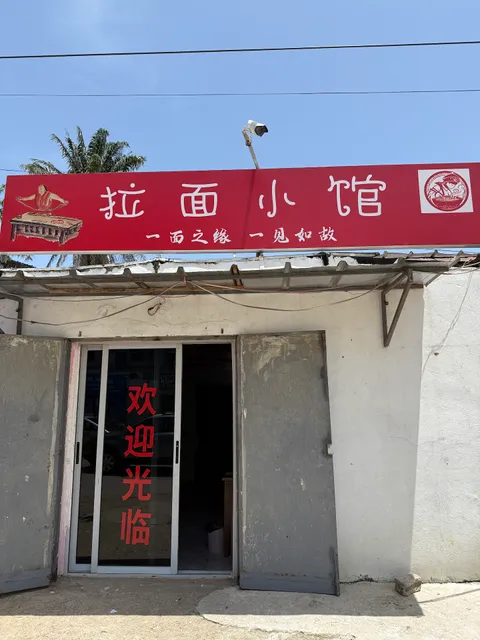 拉面小馆
一面之缘 一见如故
欢迎光临